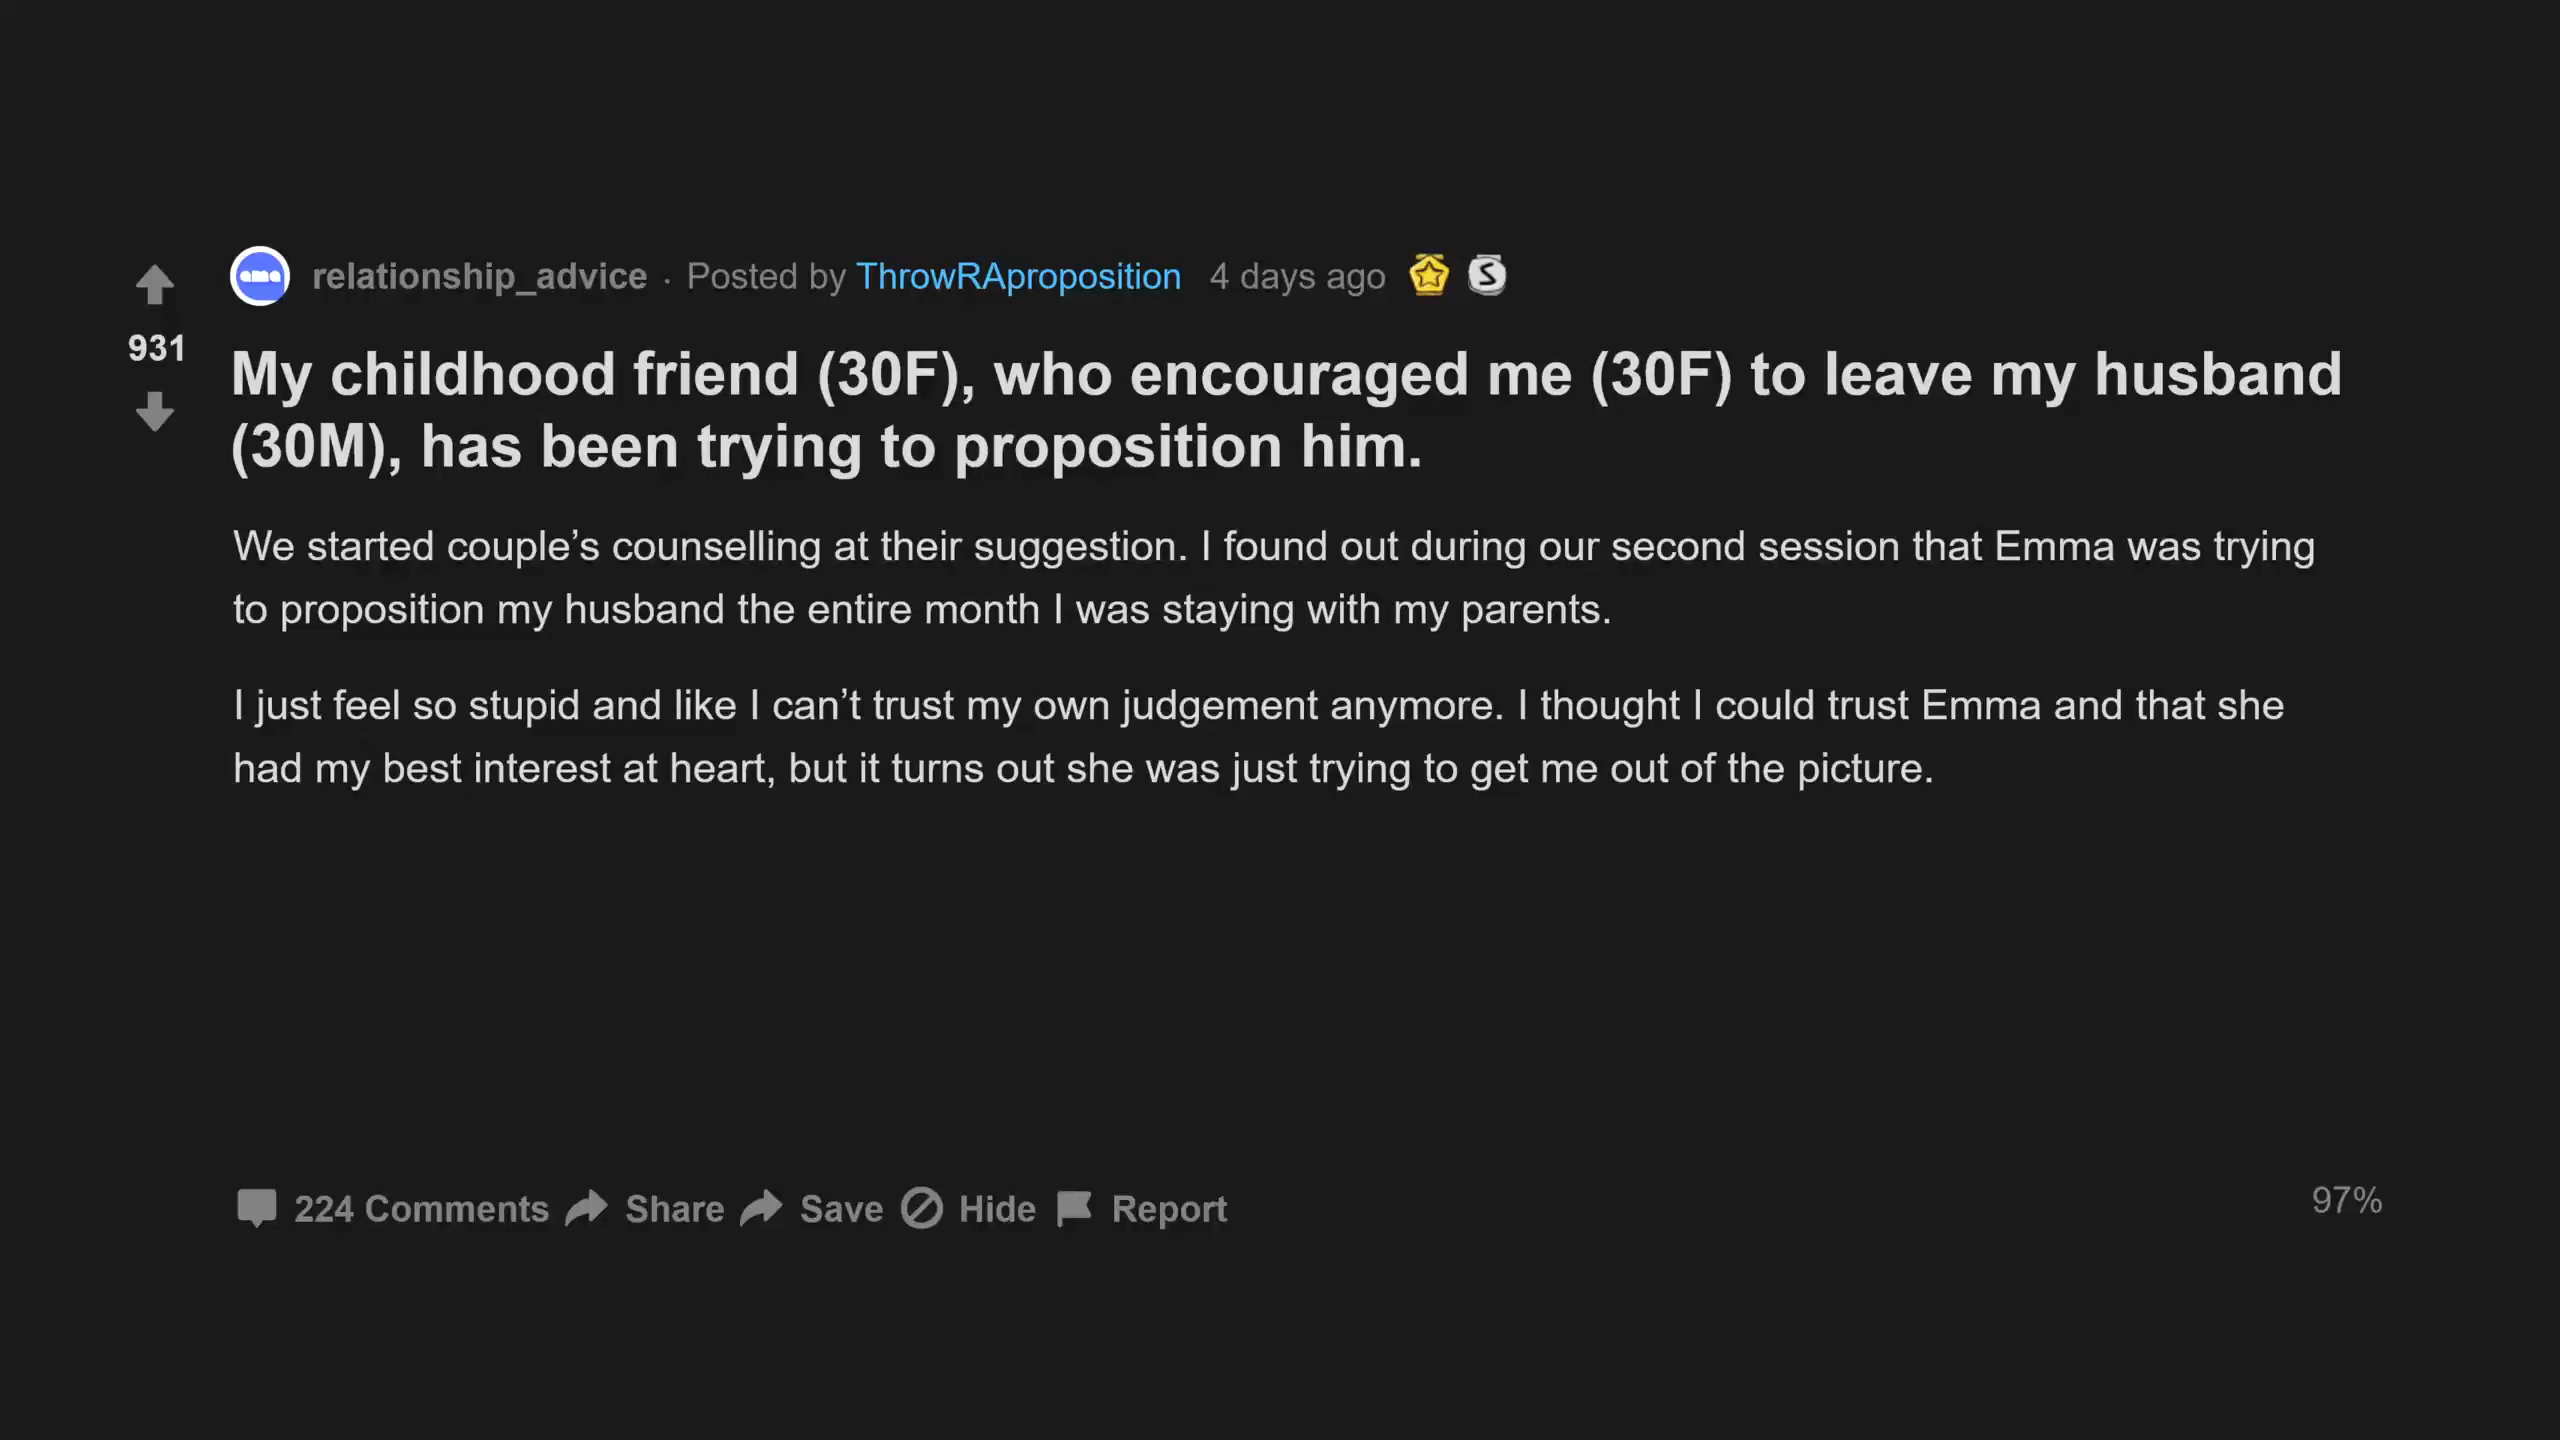 relationship_advice · Posted by ThrowRAproposition 4 days ago
931
My childhood friend (30F), who encouraged me (30F) to leave my husband
(30M), has been trying to proposition him.
We started couple’s counselling at their suggestion. I found out during our second session that Emma was trying
to proposition my husband the entire month I was staying with my parents.
I just feel so stupid and like I can’t trust my own judgement anymore. I thought I could trust Emma and that she
had my best interest at heart, but it turns out she was just trying to get me out of the picture.
224 Comments Share Save Hide Report
97%